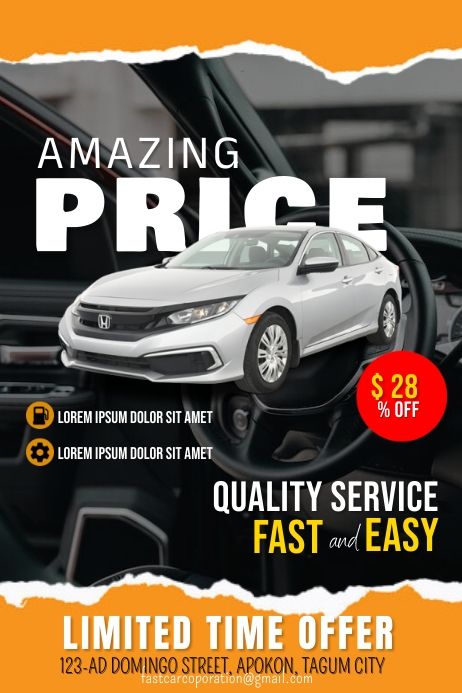 AMAZING
PRICE
$ 28
% OFF
LOREM IPSUM DOLOR SIT AMET
LOREM IPSUM DOLOR SIT AMET
QUALITY SERVICE
FAST and EASY
LIMITED TIME OFFER
123-AD DOMINGO STREET, APOKON, TAGUM CITY
fastcarcoporation@gmail.com